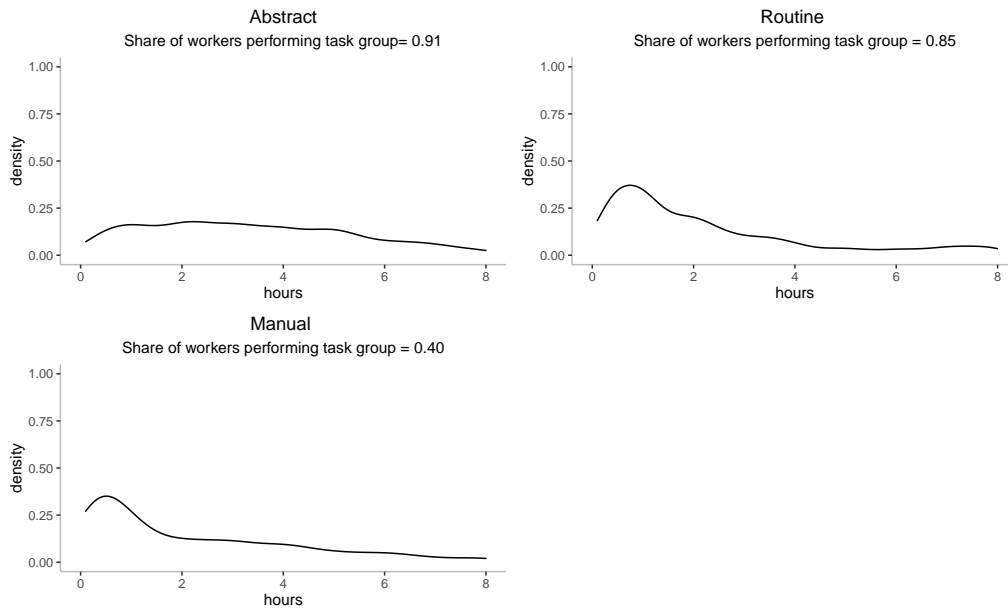 Abstract
Share of workers performing task group= 0.91
1.00
0.75
0.50
0.25
0.00
density
0 2 4 6 8
hours
Routine
Share of workers performing task group = 0.85
1.00
0.75
0.50
0.25
0.00
density
0 2 4 6 8
hours
Manual
Share of workers performing task group = 0.40
1.00
0.75
0.50
0.25
0.00
density
0 2 4 6 8
hours